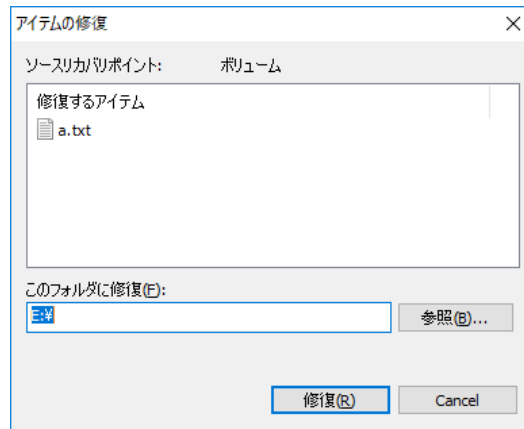 アイテムの修復
ソースリカバリポイント: ボリューム
修復するアイテム
a.txt
このフォルダに修復(F):
E:¥
参照(B)...
修復(R)
Cancel